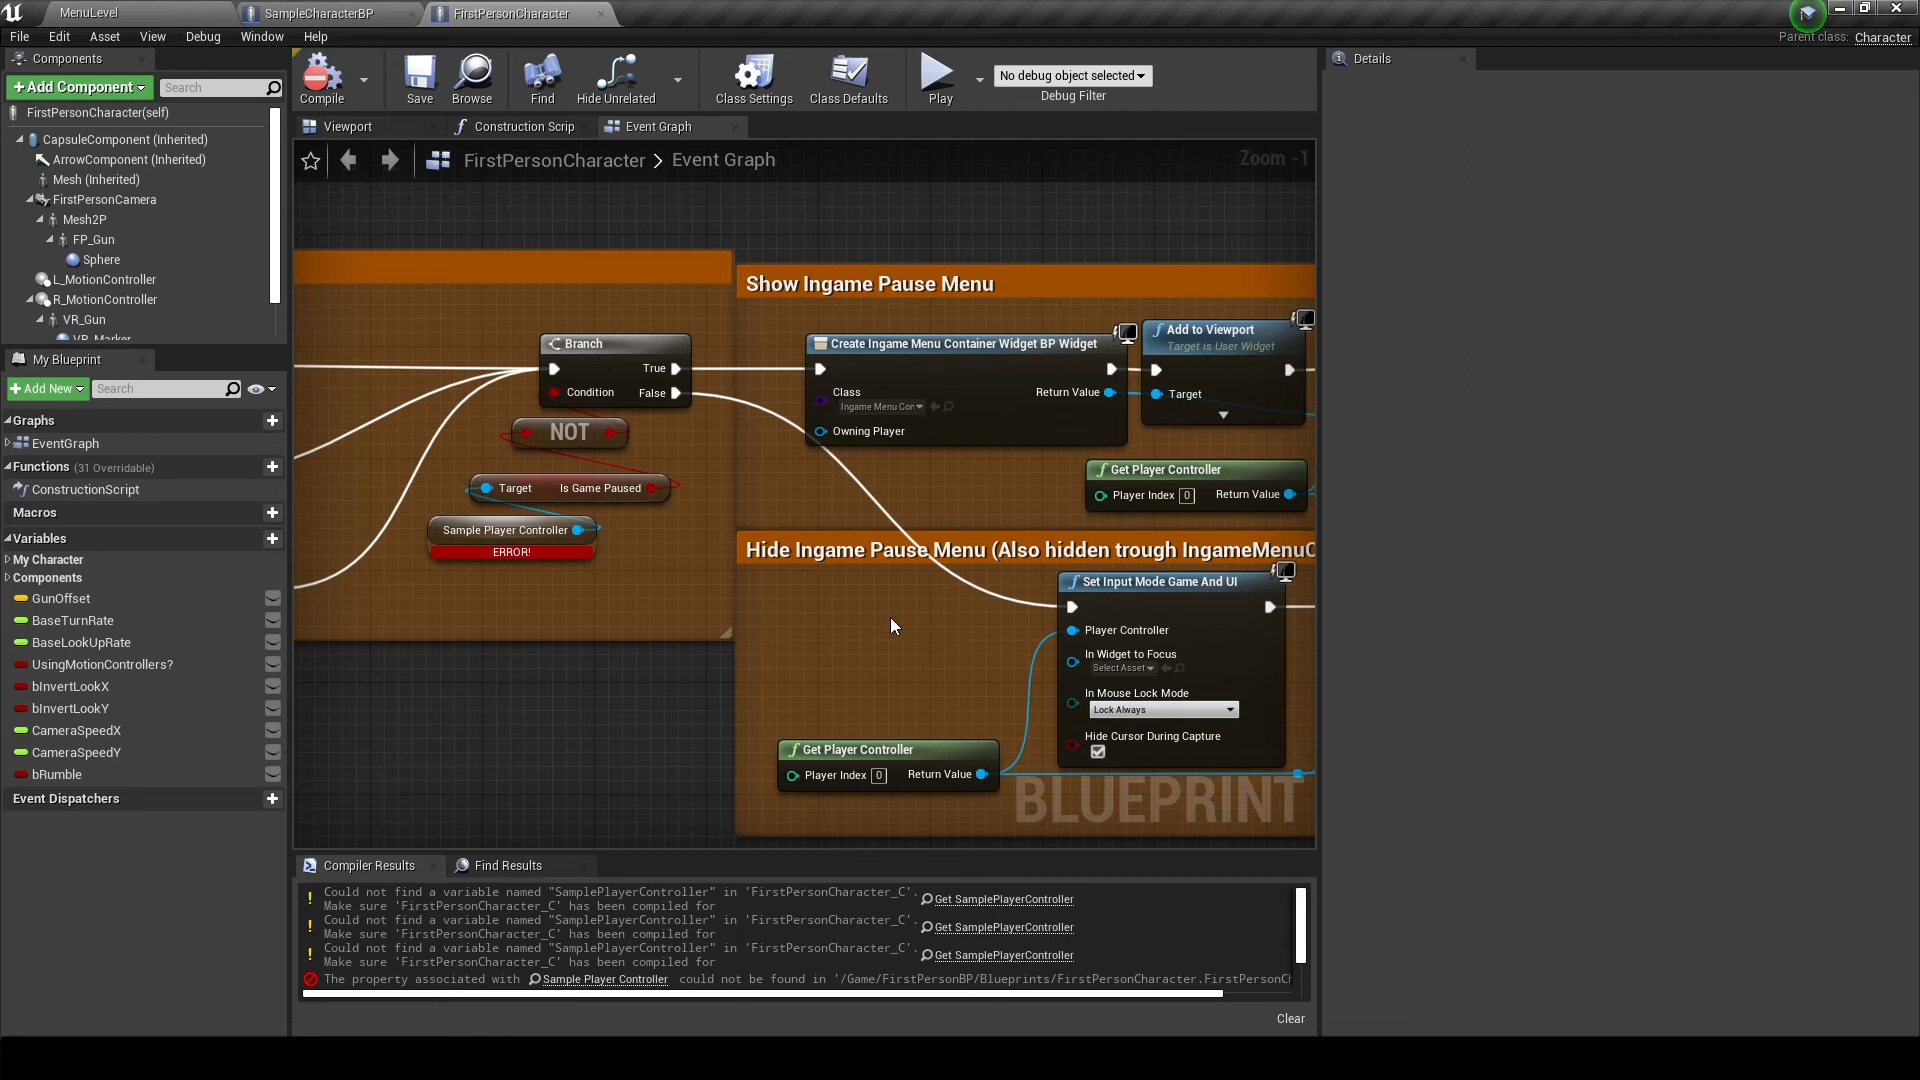 MenuLevel
SampleCharacterBP
FirstPersonCharacter
File Edit Asset View Debug Window Help
Parent class: Character
Components
+Add Component
Search
FirstPersonCharacter(self)
CapsuleComponent (Inherited)
ArrowComponent (Inherited)
Mesh (Inherited)
FirstPersonCamera
Mesh2P
FP_Gun
Sphere
L_MotionController
R_MotionController
VR_Gun
VR_Marker
My Blueprint
+Add New
Search
Graphs
EventGraph
Functions (31 Overridable)
ConstructionScript
Macros
Variables
My Character
Components
GunOffset
BaseTurnRate
BaseLookUpRate
UsingMotionControllers?
bInvertLookX
bInvertLookY
CameraSpeedX
CameraSpeedY
bRumble
Event Dispatchers
Compile
Save
Browse
Find
Hide Unrelated
Class Settings
Class Defaults
Play
No debug object selected
Debug Filter
Viewport
Construction Scrip
Event Graph
FirstPersonCharacter > Event Graph
Zoom -1
Branch
True
Condition
False
NOT
Target
Is Game Paused
Sample Player Controller
ERROR!
Show Ingame Pause Menu
Create Ingame Menu Container Widget BP Widget
Class
Ingame Menu Con
Return Value
Owning Player
Add to Viewport
Target is User Widget
Target
Get Player Controller
Player Index 0
Return Value
Hide Ingame Pause Menu (Also hidden trough IngameMenuC
Set Input Mode Game And UI
Player Controller
In Widget to Focus
Select Asset
In Mouse Lock Mode
Lock Always
Hide Cursor During Capture
Get Player Controller
Player Index 0
Return Value
BLUEPRINT
Compiler Results
Find Results
Could not find a variable named "SamplePlayerController" in 'FirstPersonCharacter_C'.
Make sure 'FirstPersonCharacter_C' has been compiled for
Get SamplePlayerController
Could not find a variable named "SamplePlayerController" in 'FirstPersonCharacter_C'.
Make sure 'FirstPersonCharacter_C' has been compiled for
Get SamplePlayerController
Could not find a variable named "SamplePlayerController" in 'FirstPersonCharacter_C'.
Make sure 'FirstPersonCharacter_C' has been compiled for
Get SamplePlayerController
The property associated with Sample Player Controller could not be found in '/Game/FirstPersonBP/Blueprints/FirstPersonCharacter.FirstPersonCh
Clear
Details